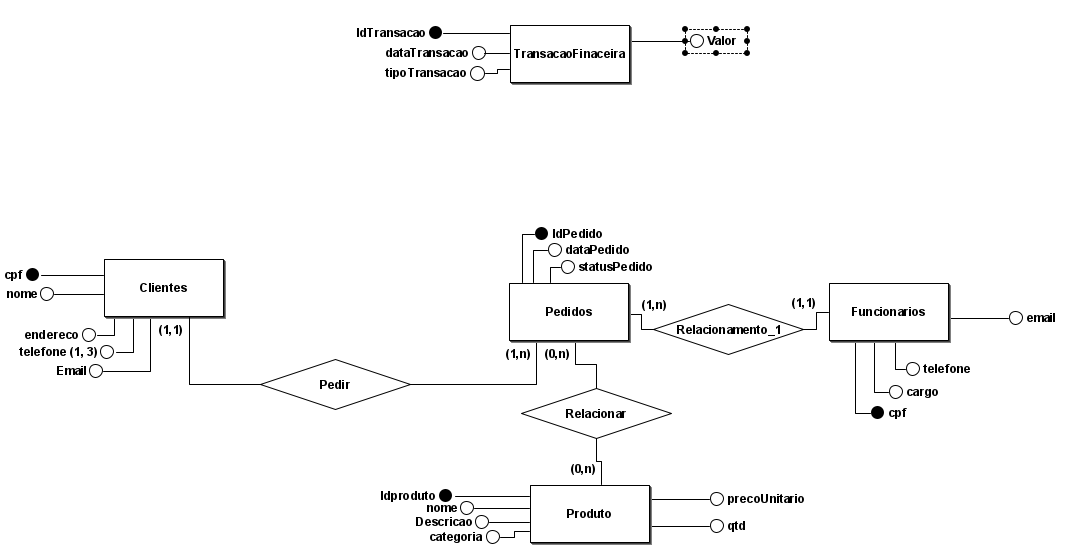 IdTransacao
dataTransacao
tipoTransacao
TransacaoFinaceira
Valor
cpf
nome
Clientes
endereco
telefone (1, 3)
Email
(1,1)
Pedir
IdPedido
dataPedido
statusPedido
Pedidos
(1,n)
(0,n)
(1,n)
Relacionamento_1
(1,1)
Funcionarios
email
telefone
cargo
cpf
Relacionar
(0,n)
Idproduto
nome
Descricao
categoria
Produto
precoUnitario
qtd